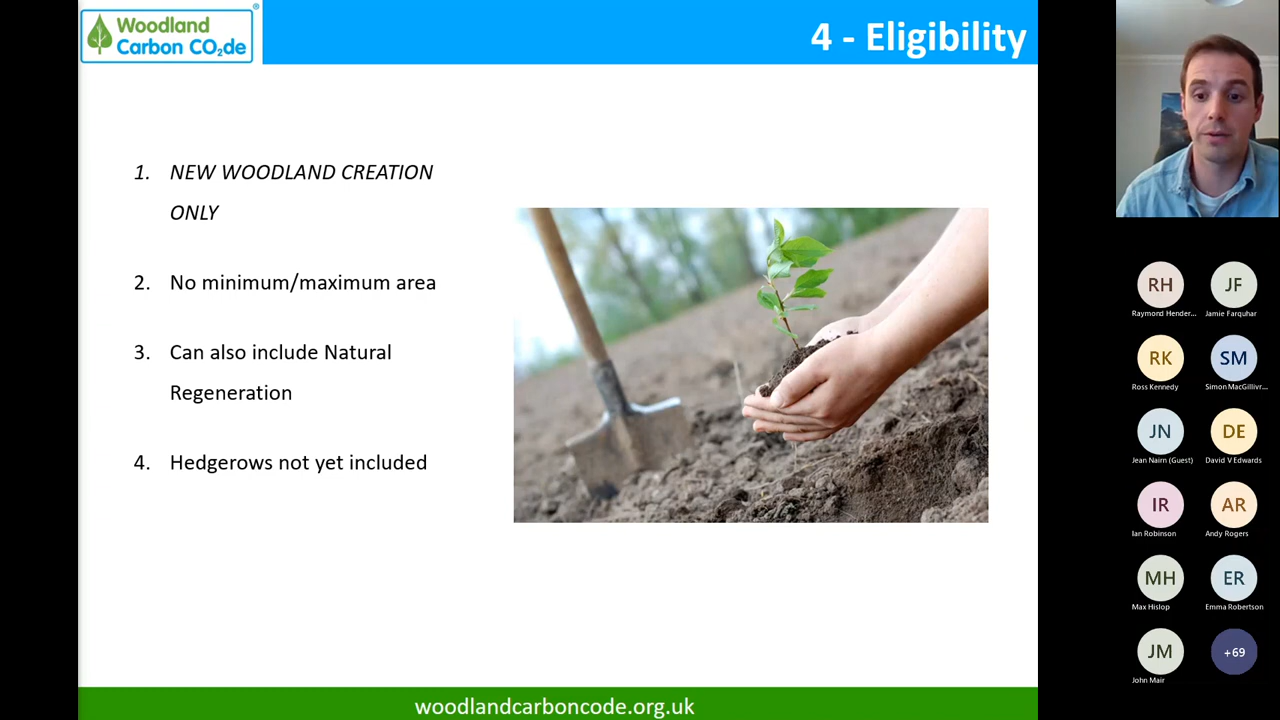 Woodland
Carbon CO₂de
®
4 - Eligibility
1. NEW WOODLAND CREATION
ONLY
2. No minimum/maximum area
3. Can also include Natural
Regeneration
4. Hedgerows not yet included
woodlandcarboncode.org.uk
RH
JF
Raymond Hender...
Jamie Farquhar
RK
SM
Ross Kennedy
Simon MacGillivr...
JN
DE
Jean Nairn (Guest)
David V Edwards
IR
AR
Ian Robinson
Andy Rogers
MH
ER
Max Hislop
Emma Robertson
JM
+69
John Mair